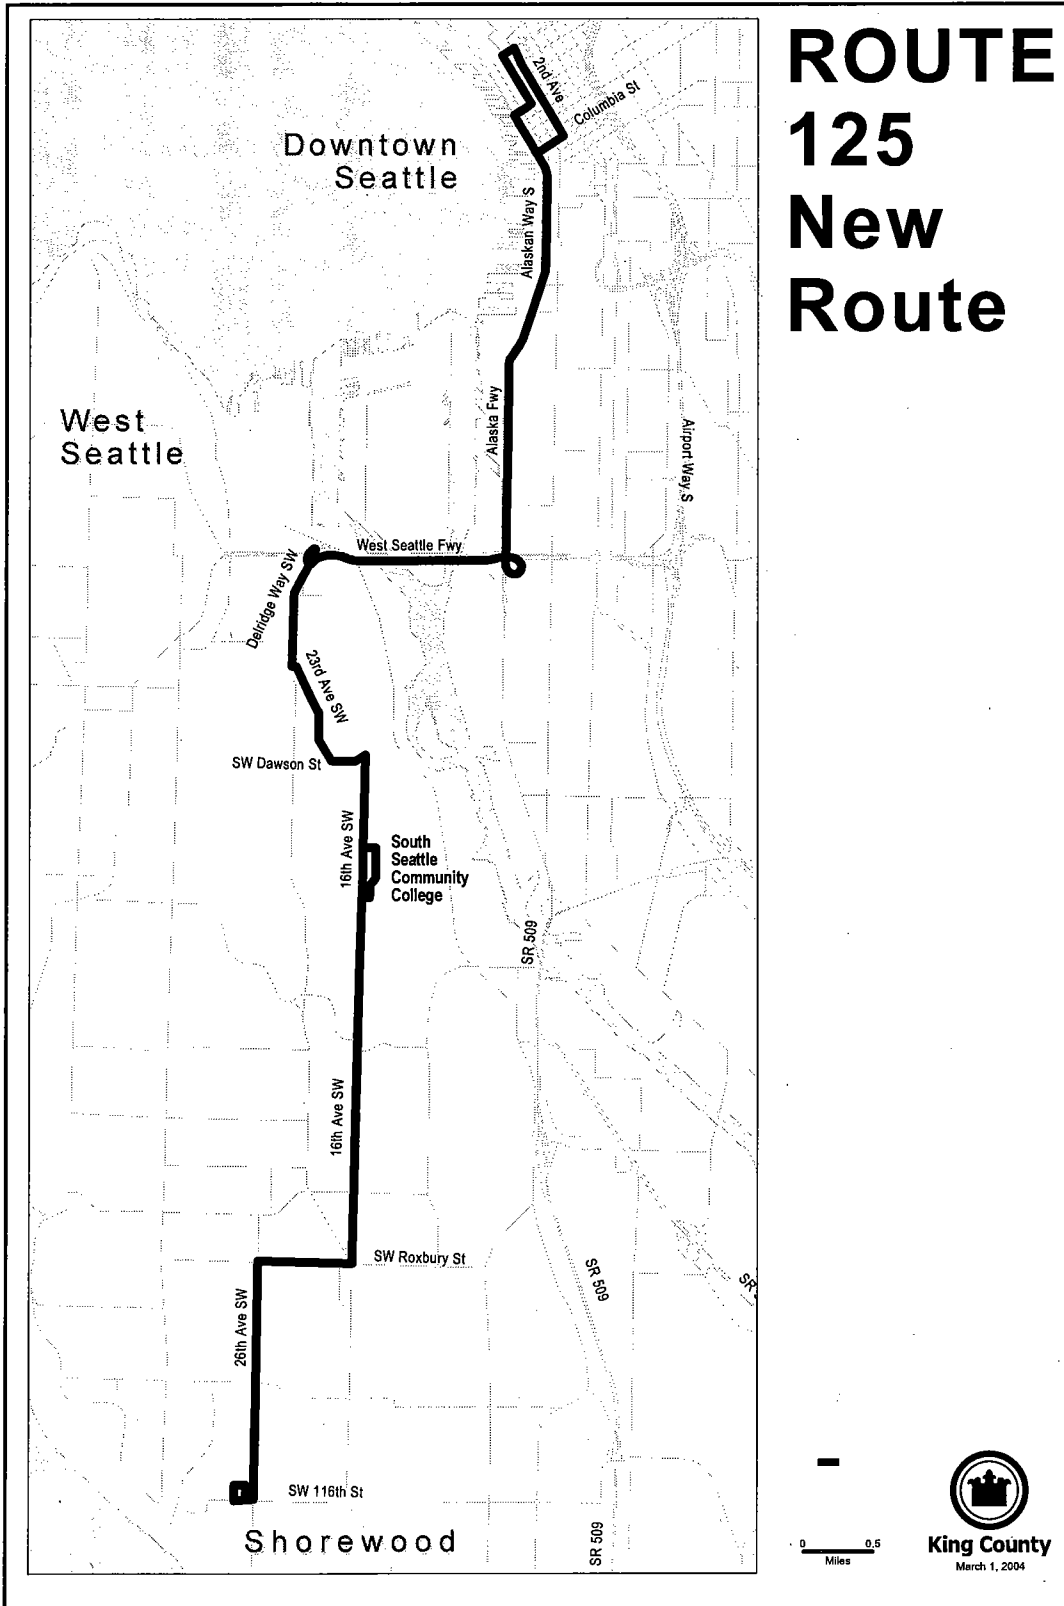 ROUTE
125
New
Route
2nd Ave
Columbia St
Downtown
Seattle
Alaskan Way S
West
Seattle
Alaska Fwy
Airport Way S
West Seattle Fwy
Delridge Way SW
23rd Ave SW
SW Dawson St
16th Ave SW
South
Seattle
Community
College
SR 509
16th Ave SW
SW Roxbury St
SR 509
26th Ave SW
SW 116th St
Shorewood
SR 509
0 0.5
Miles
King County
March 1, 2004